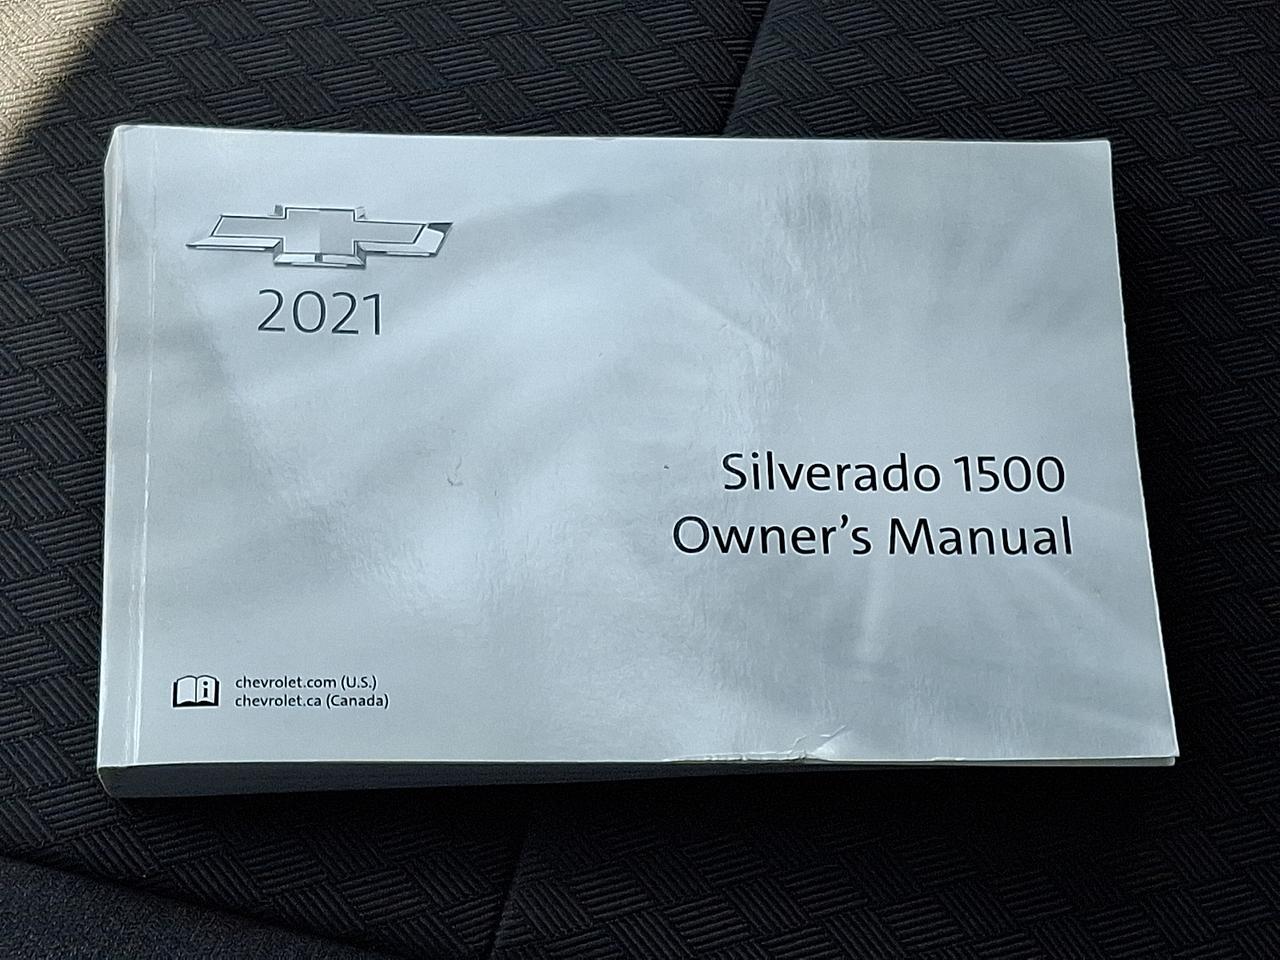 2021
Silverado 1500
Owner's Manual
chevrolet.com (U.S.)
chevrolet.ca (Canada)